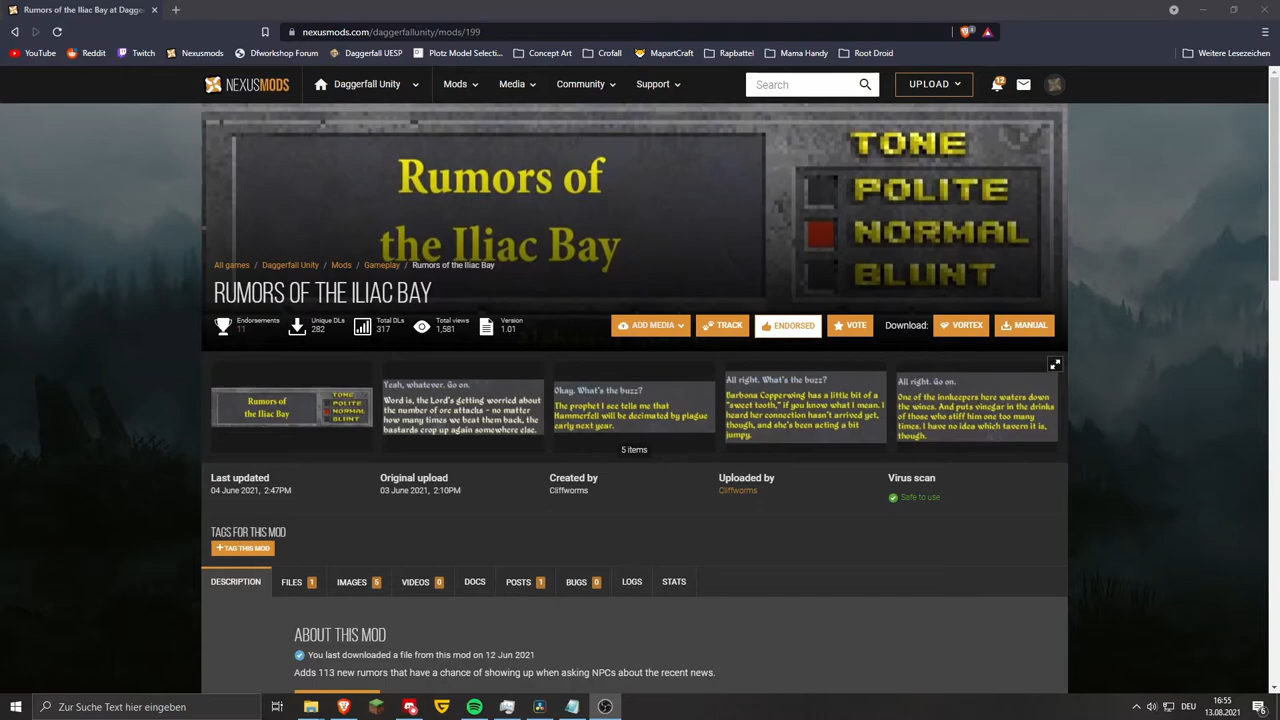 Rumors of the Iliac Bay at Dagge
nexusmods.com/daggerfallunity/mods/199
YouTube Reddit Twitch Nexusmods Dfworkshop Forum Daggerfall UESP Plotz Model Selecti... Concept Art Crofall MapartCraft Rapbattel Mama Handy Root Droid Weitere Lesezeichen
NEXUSMODS Daggerfall Unity Mods Media Community Support Search UPLOAD 12
Rumors of
the Iliac Bay
TONE
POLITE
NORMAL
BLUNT
All games / Daggerfall Unity / Mods / Gameplay / Rumors of the Iliac Bay
RUMORS OF THE ILIAC BAY
Endorsements
11
Unique DLs
282
Total DLs
317
Total views
1,581
Version
1.01
ADD MEDIA TRACK ENDORSED VOTE Download: VORTEX MANUAL
Rumors of
the Iliac Bay
TONE
POLITE
NORMAL
BLUNT
Yeah, whatever. Go on.
Word is, the Lord's getting worried about
the number of orc attacks - no matter
how many times we beat them back, the
bastards crop up again somewhere else.
Okay. What's the buzz?
The prophet I see tells me that
Hammerfell will be decimated by plague
early next year.
All right. What's the buzz?
Barbona Copperwing has a little bit of a
"sweet tooth," if you know what I mean. I
heard her connection hasn't arrived yet,
though, and she's been acting a bit
jumpy.
All right. Go on.
One of the innkeepers here waters down
the wines. And puts vinegar in the drinks
of those who stiff him one too many
times. I have no idea which tavern it is,
though.
5 items
Last updated
04 June 2021, 2:47PM
Original upload
03 June 2021, 2:10PM
Created by
Cliffworms
Uploaded by
Cliffworms
Virus scan
Safe to use
TAGS FOR THIS MOD
+ TAG THIS MOD
DESCRIPTION FILES 1 IMAGES 5 VIDEOS 0 DOCS POSTS 1 BUGS 0 LOGS STATS
ABOUT THIS MOD
You last downloaded a file from this mod on 12 Jun 2021
Adds 113 new rumors that have a chance of showing up when asking NPCs about the recent news.
Zur Suche Text hier eingeben
DEU
16:55
13.08.2021